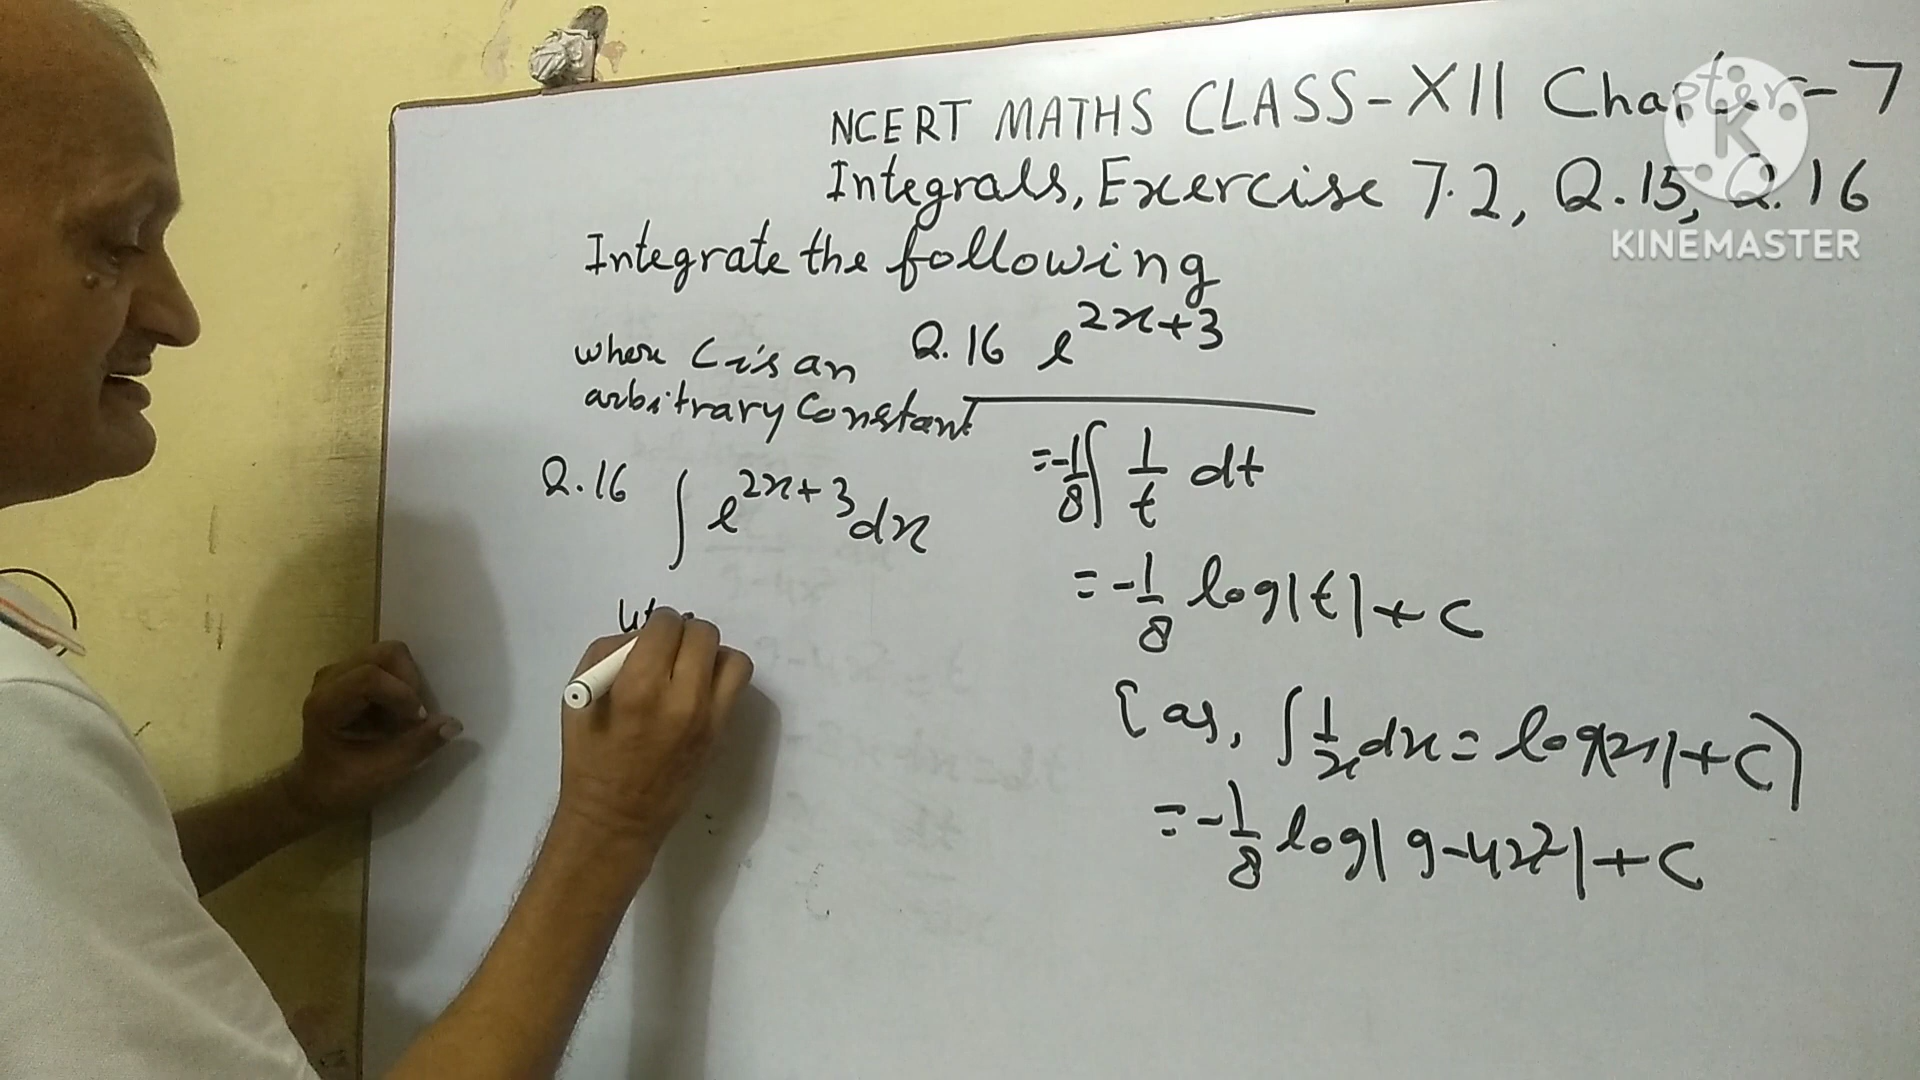 NCERT MATHS CLASS-XII Chapter-7
Integrals, Exercise 7.2, Q.15, Q.16
K
KINEMASTER
Integrate the following
Q.16 e^{2x+3}
where C is an
arbitrary Constant
Q.16 ∫ e^{2x+3} dx
= -1/8 ∫ 1/t dt
= -1/8 log|t| + C
[as, ∫ 1/x dx = log|x| + C)
= -1/8 log|9-4x²| + C